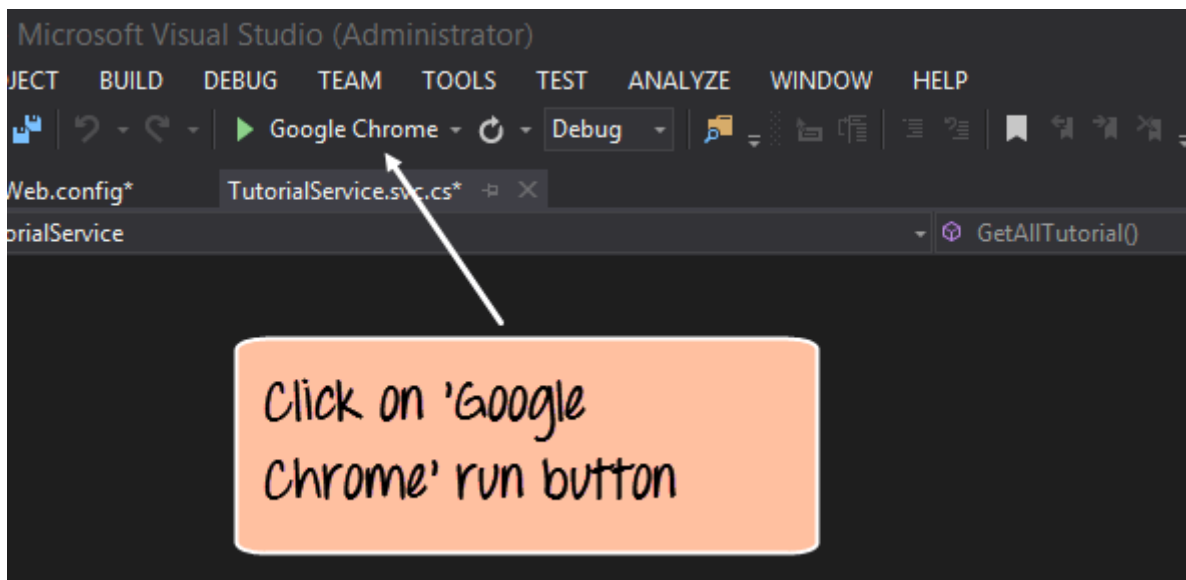 Microsoft Visual Studio (Administrator)
JECT BUILD DEBUG TEAM TOOLS TEST ANALYZE WINDOW HELP
Google Chrome Debug
Web.config* TutorialService.svc.cs*
orialService GetAllTutorial()
Click on 'Google
Chrome' run button